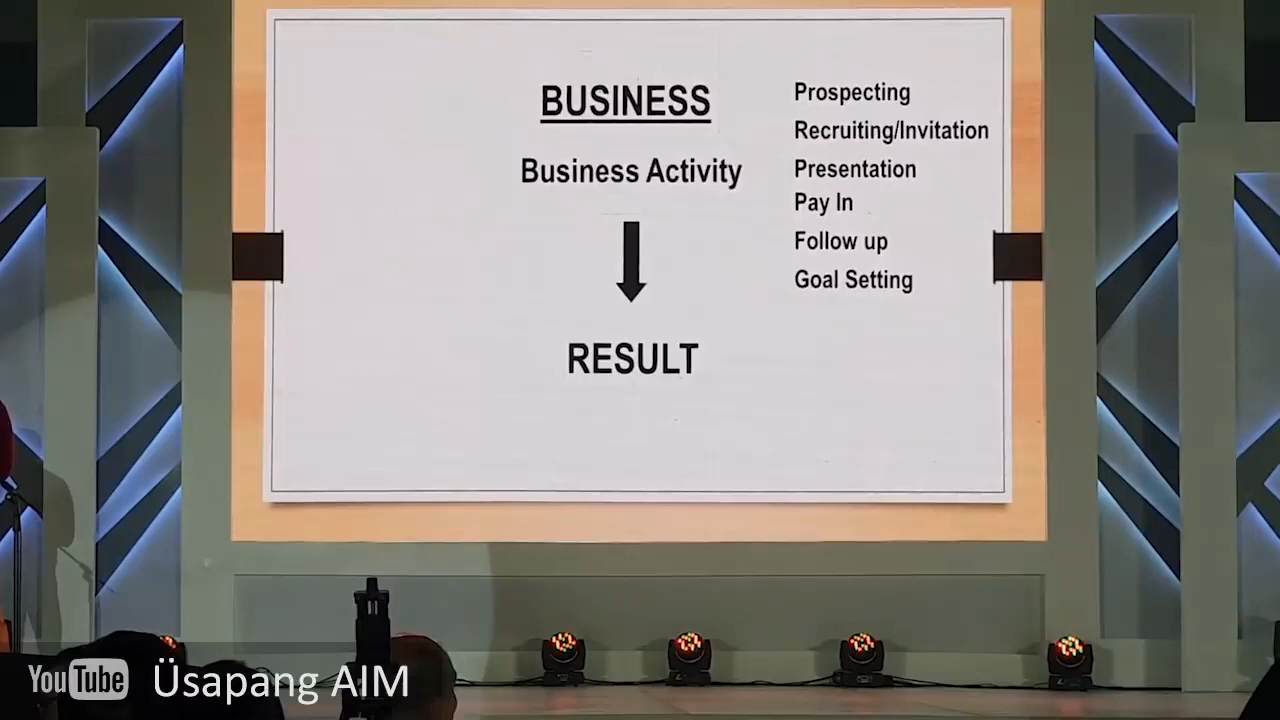 BUSINESS
Business Activity
RESULT
Prospecting
Recruiting/Invitation
Presentation
Pay In
Follow up
Goal Setting
YouTube Üsapang AIM